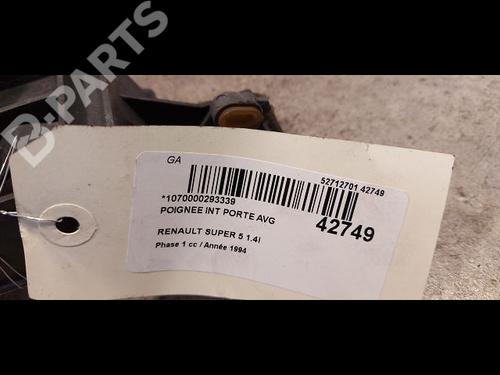 B-PARTS
GA
52712701 42749
*1070000293339
POIGNEE INT PORTE AVG
42749
RENAULT SUPER 5 1.4I
Phase 1 cc / Année 1994